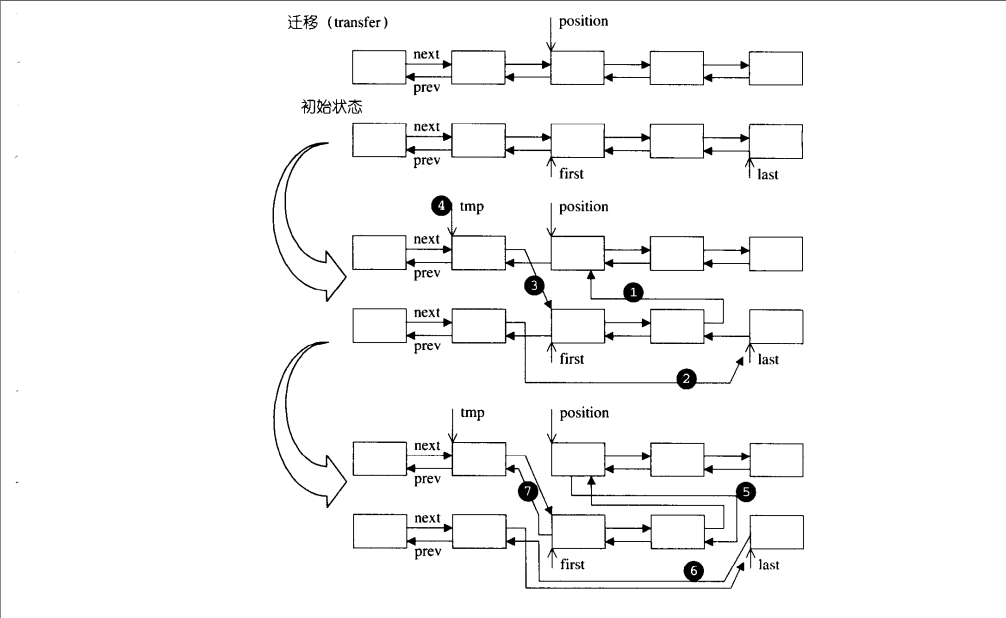 迁移（transfer）
position
next
prev
初始状态
next
prev
first
last
4 tmp
position
next
prev
3
1
next
prev
first
last
2
tmp
position
next
prev
7
5
next
prev
first
last
6